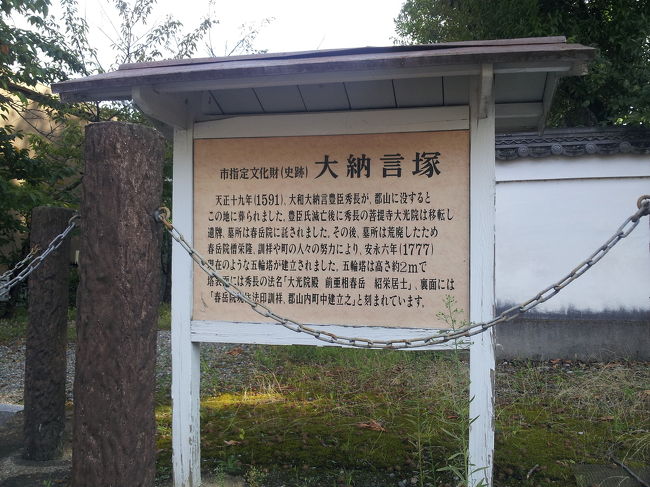 市指定文化財(史跡) 大納言塚
天正十九年(1591)、大和大納言豊臣秀長が、郡山に没すると
この地に葬られました。豊臣氏滅亡後に秀長の菩提寺大光院は移転し
遺牌、墓所は春岳院に託されました。その後、墓所は荒廃したため
春岳院僧栄隆、訓祥や町の人々の努力により、安永六年(1777)
現在のような五輪塔が建立されました。五輪塔は高さ約2mで
塔表面には秀長の法名「大光院殿 前亜相春岳 紹栄居士」、裏面には
「春岳院 法印訓祥、郡山内町中建立之」と刻まれています。